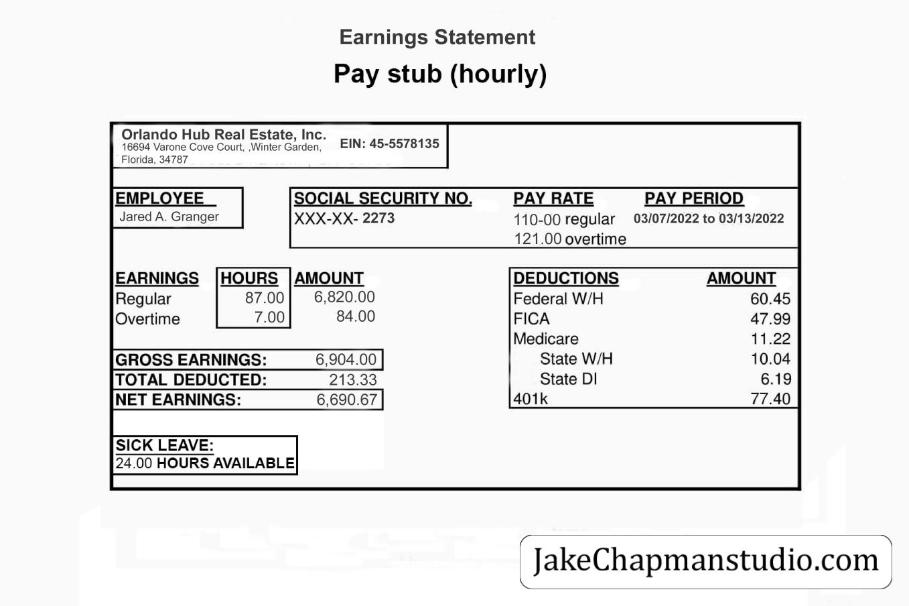 Earnings Statement
Pay stub (hourly)
Orlando Hub Real Estate, Inc.
16694 Varone Cove Court, ,Winter Garden,
Florida, 34787
EIN: 45-5578135
EMPLOYEE
Jared A. Granger
SOCIAL SECURITY NO. PAY RATE PAY PERIOD
XXX-XX- 2273 110-00 regular 03/07/2022 to 03/13/2022
121.00 overtime
EARNINGS HOURS AMOUNT
Regular 87.00 6,820.00
Overtime 7.00 84.00
GROSS EARNINGS: 6,904.00
TOTAL DEDUCTED: 213.33
NET EARNINGS: 6,690.67
DEDUCTIONS AMOUNT
Federal W/H 60.45
FICA 47.99
Medicare 11.22
State W/H 10.04
State DI 6.19
401k 77.40
SICK LEAVE:
24.00 HOURS AVAILABLE
JakeChapmanstudio.com